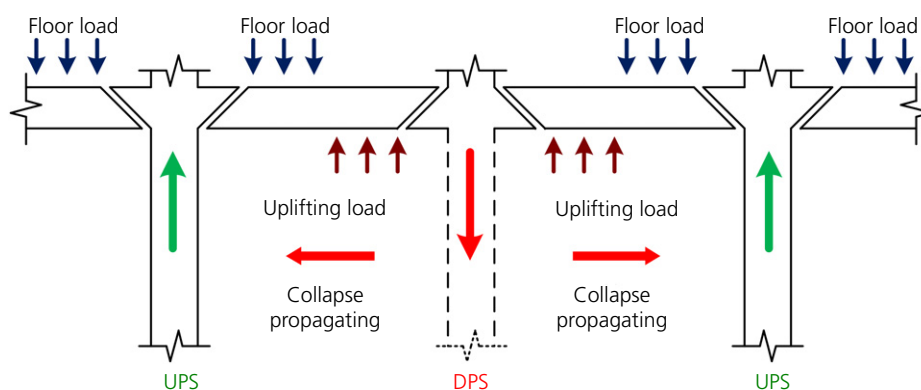 Floor load
Floor load
Floor load
Floor load
Uplifting load
Uplifting load
Collapse
propagating
Collapse
propagating
UPS
DPS
UPS